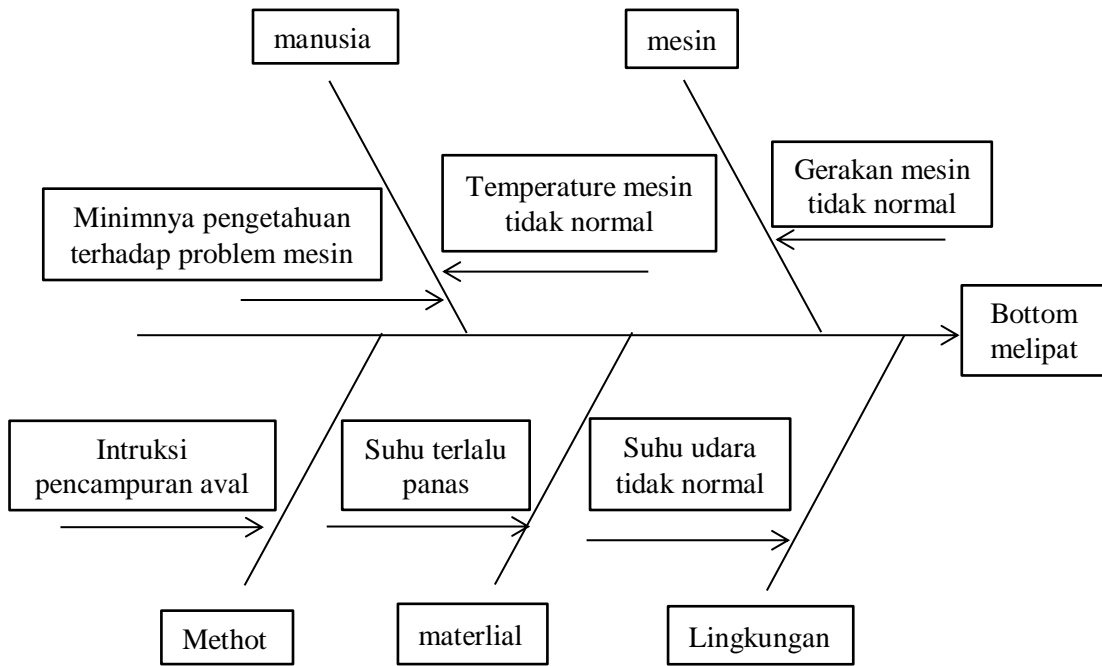 manusia
mesin
Minimnya pengetahuan
terhadap problem mesin
Temperature mesin
tidak normal
Gerakan mesin
tidak normal
Bottom
melipat
Intruksi
pencampuran aval
Suhu terlalu
panas
Suhu udara
tidak normal
Methot
materlial
Lingkungan